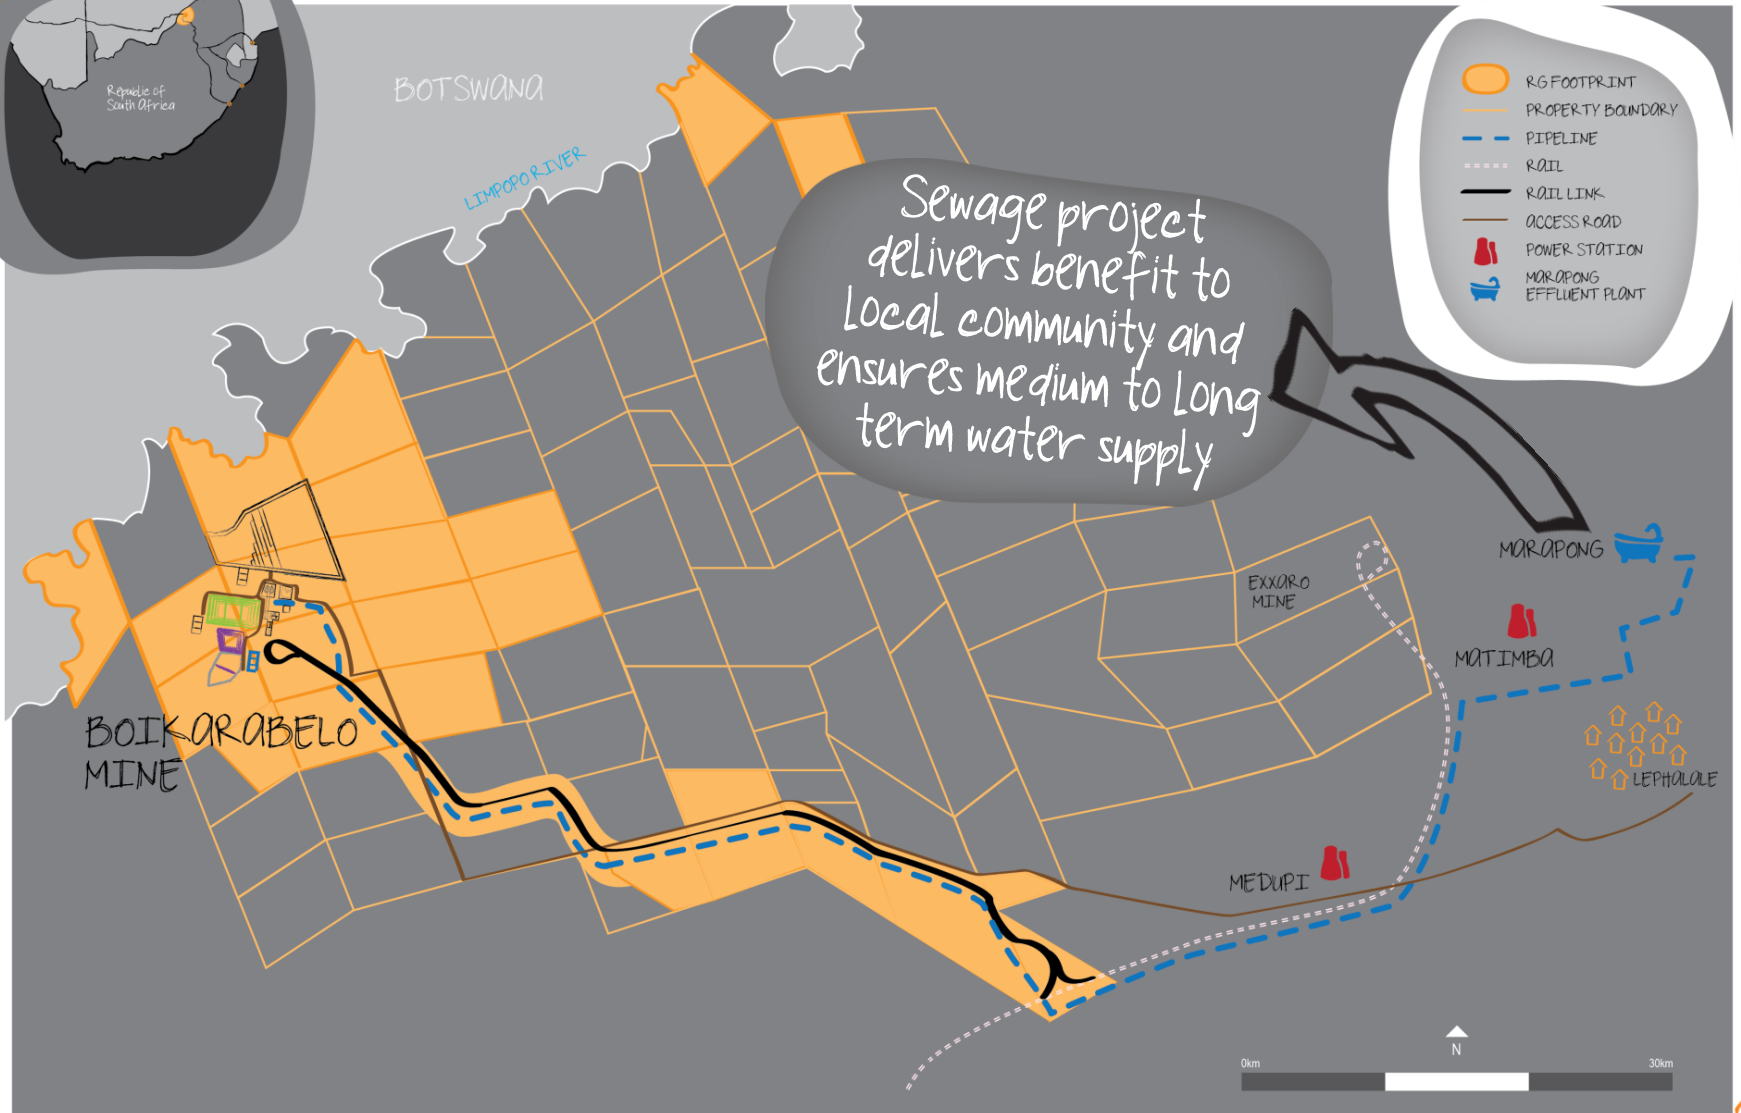 Republic of
South Africa
BOTSWANA
LIMPOPO RIVER
RG FOOTPRINT
PROPERTY BOUNDARY
PIPELINE
RAIL
RAIL LINK
ACCESS ROAD
POWER STATION
MARAPONG
EFFLUENT PLANT
Sewage project
delivers benefit to
local community and
ensures medium to long
term water supply
MARAPONG
EXXARO
MINE
MATIMBA
BOIKARABELO
MINE
LEPHALALE
MEDUPI
N
0km
30km